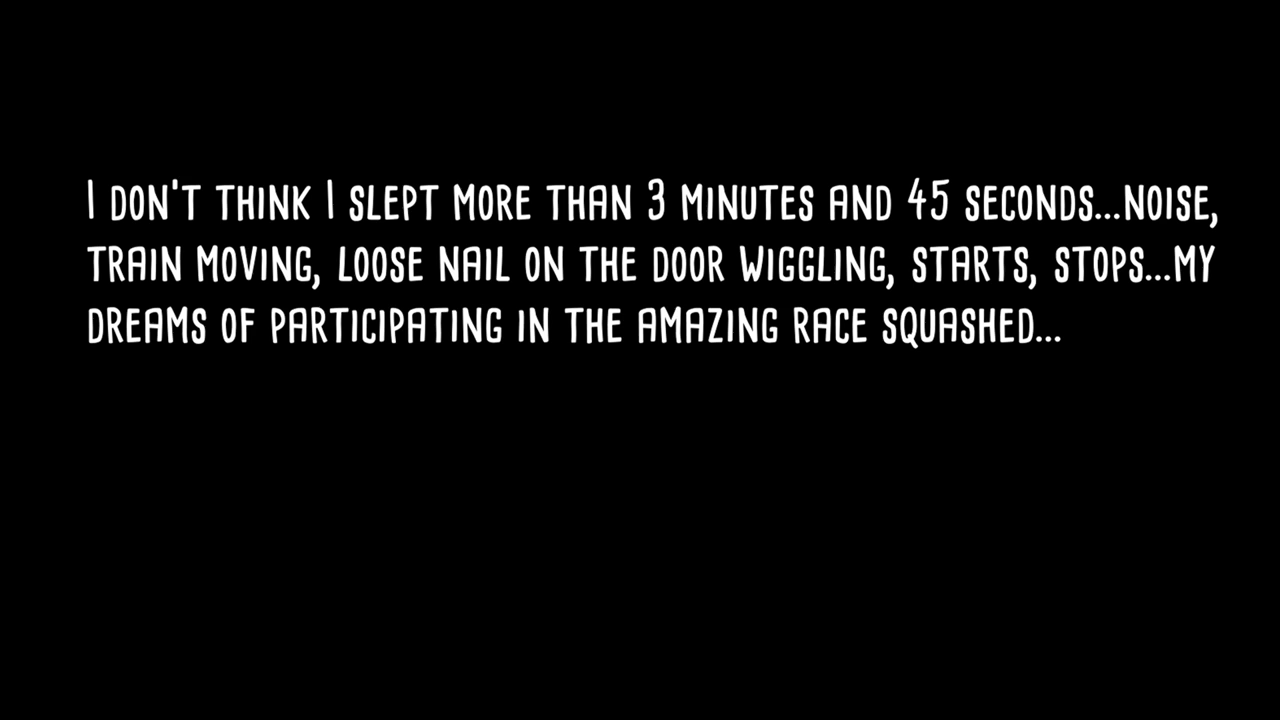 I DON'T THINK I SLEPT MORE THAN 3 MINUTES AND 45 SECONDS...NOISE,
TRAIN MOVING, LOOSE NAIL ON THE DOOR WIGGLING, STARTS, STOPS...MY
DREAMS OF PARTICIPATING IN THE AMAZING RACE SQUASHED...